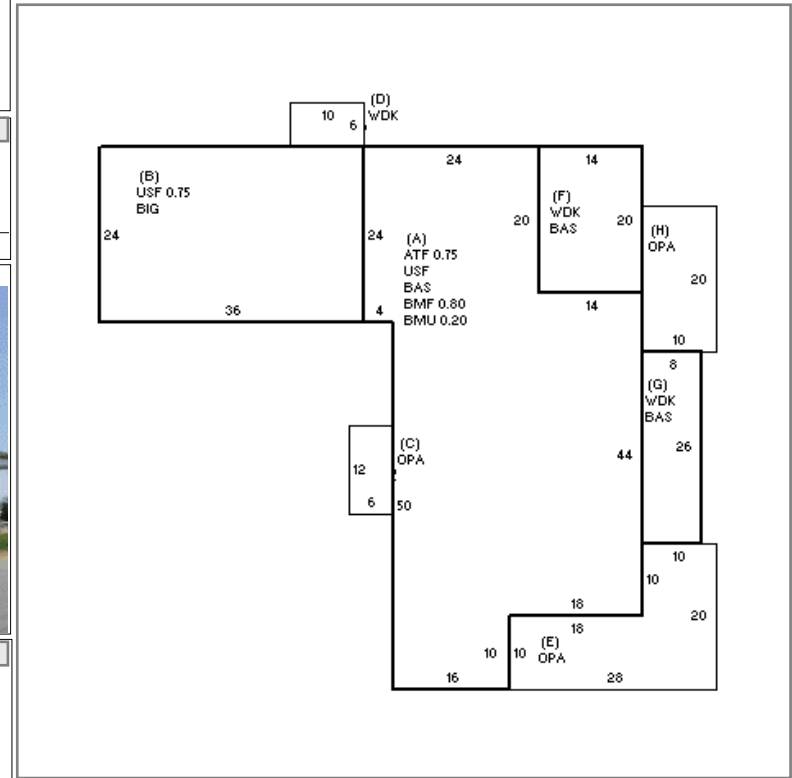 (D)
WDK
10
6
24
14
(B)
USF 0.75
BIG
24
36
24
4
(A)
ATF 0.75
USF
BAS
BMF 0.80
BMU 0.20
20
(F)
WDK
BAS
20
14
(H)
OPA
20
10
8
(G)
WDK
BAS
26
44
(C)
OPA
12
6
50
10
10
20
18
18
10
10
(E)
OPA
16
28